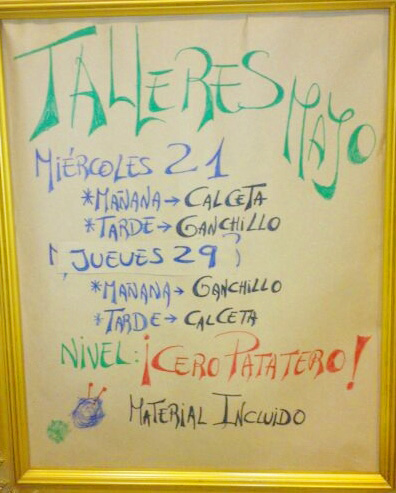 TALLERES MAYO
MIÉRCOLES 21
*MAÑANA→ CALCETA
*TARDE→ GANCHILLO
JUEVES 29
*MAÑANA→ GANCHILLO
*TARDE→ CALCETA
NIVEL: ¡CERO PATATERO!
MATERIAL INCLUIDO